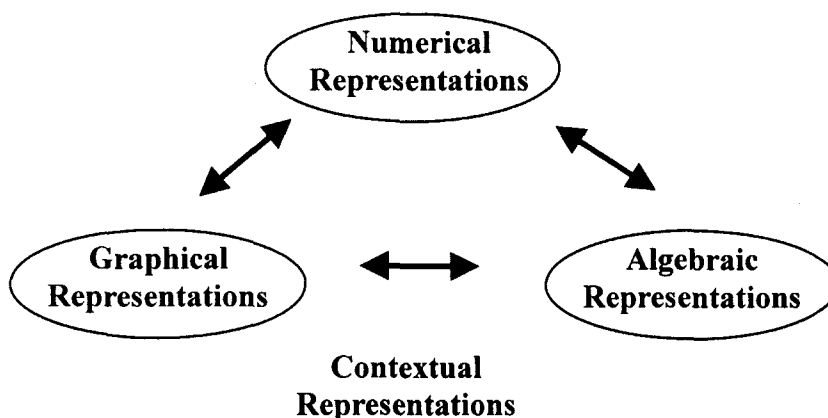 Numerical
Representations
Graphical
Representations
Algebraic
Representations
Contextual
Representations